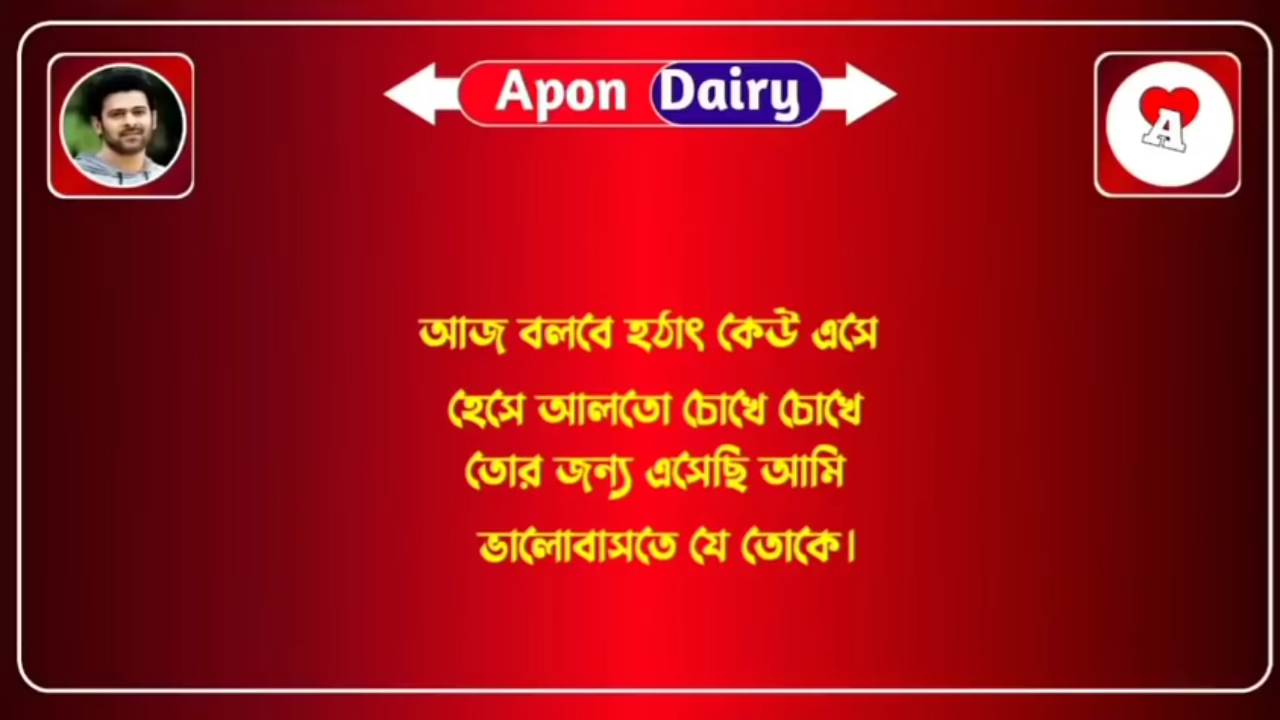 Apon Dairy
A
আজ বলবে হঠাৎ কেউ এসে
হেসে আলতো চোখে চোখে
তোর জন্য এসেছি আমি
ভালোবাসতে যে তোকে।